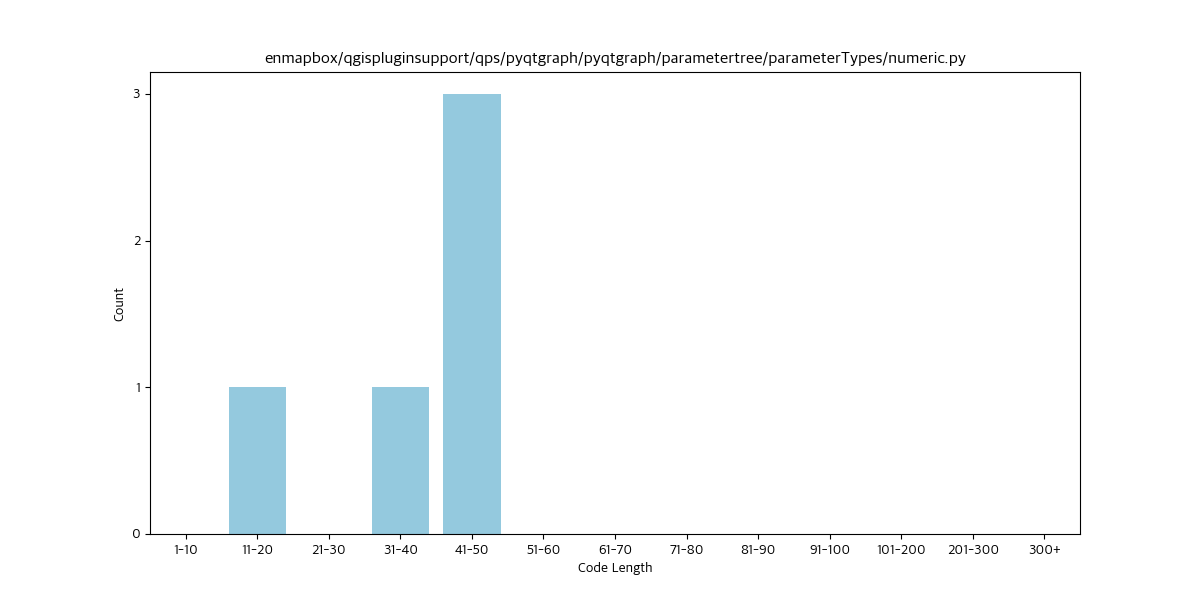 enmapbox/qgispluginsupport/qps/pyqtgraph/pyqtgraph/parametertree/parameterTypes/numeric.py
3
2
1
0
Count
1-10 11-20 21-30 31-40 41-50 51-60 61-70 71-80 81-90 91-100 101-200 201-300 300+
Code Length